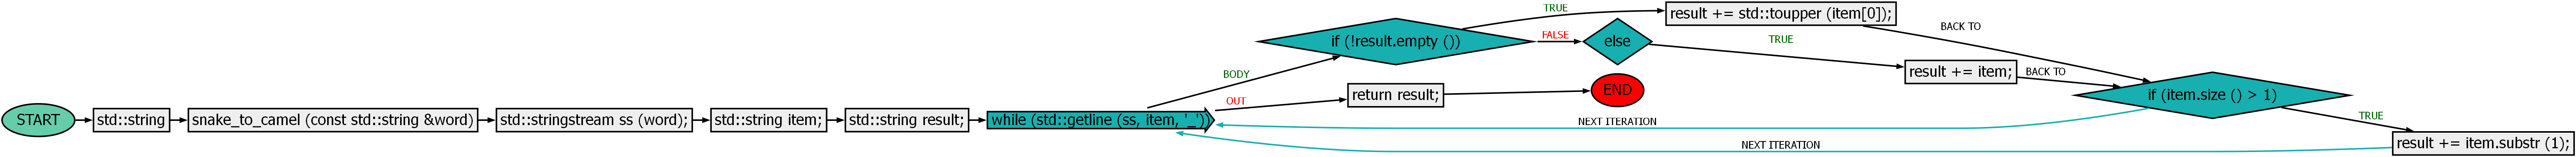 START
std::string
snake_to_camel (const std::string &word)
std::stringstream ss (word);
std::string item;
std::string result;
while (std::getline (ss, item, '_'))
BODY
if (!result.empty ())
TRUE
result += std::toupper (item[0]);
BACK TO
FALSE
else
TRUE
result += item;
BACK TO
if (item.size () > 1)
TRUE
result += item.substr (1);
NEXT ITERATION
NEXT ITERATION
OUT
return result;
END